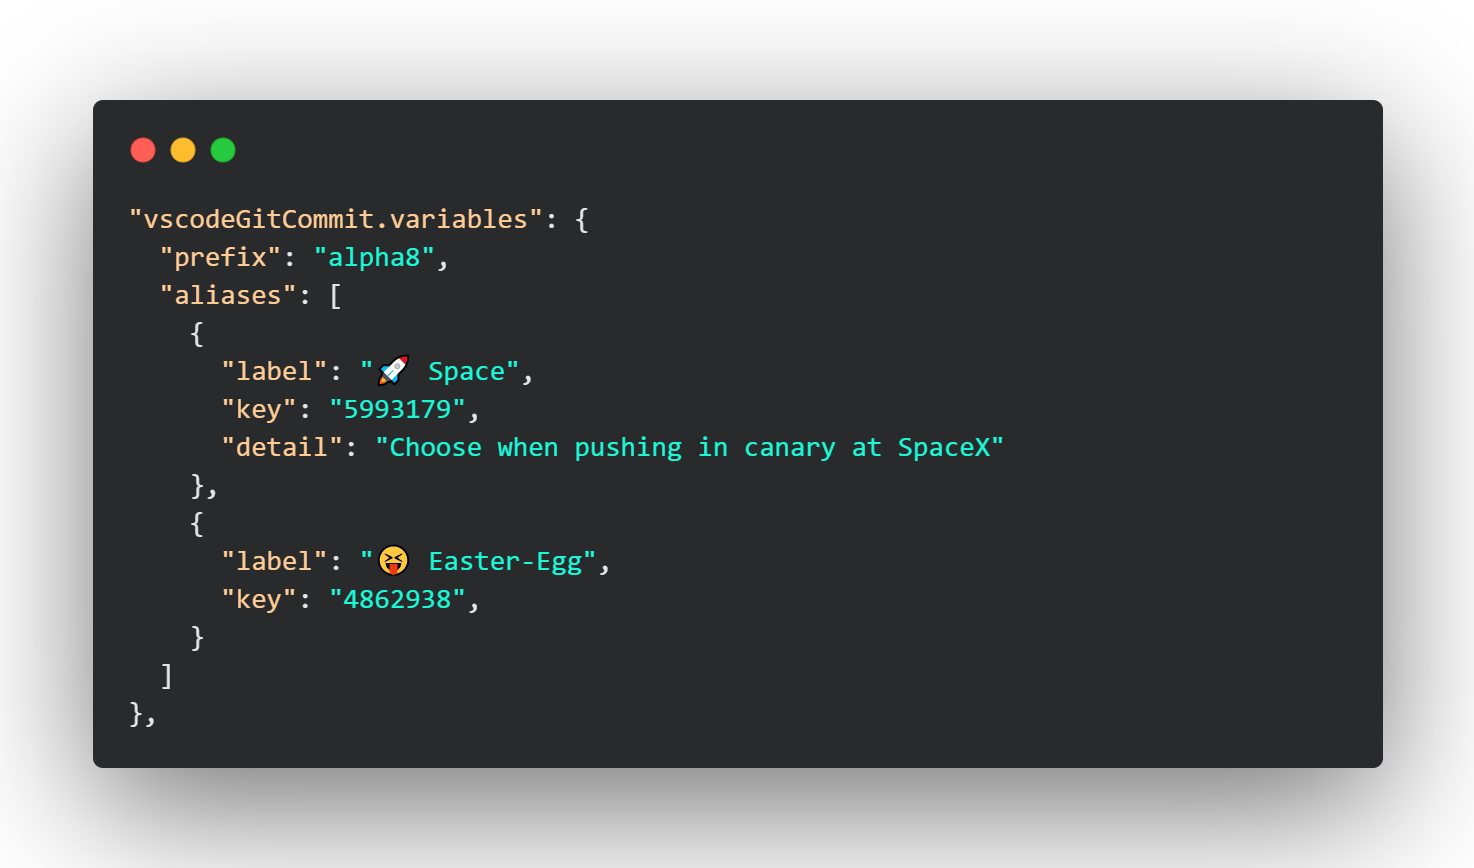 "vscodeGitCommit.variables": {
  "prefix": "alpha8",
  "aliases": [
    {
      "label": "🚀 Space",
      "key": "5993179",
      "detail": "Choose when pushing in canary at SpaceX"
    },
    {
      "label": "😝 Easter-Egg",
      "key": "4862938",
    }
  ]
},